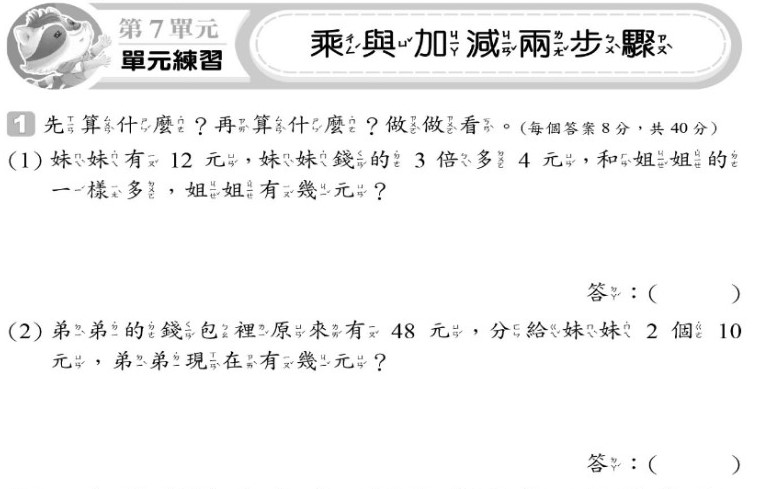 第7單元
單元練習
乘與加減兩步驟
1 先算什麼？再算什麼？做做看。(每個答案8分，共40分)
(1) 妹妹有 12 元，妹妹錢的 3 倍多 4 元，和姐姐的
一樣多，姐姐有幾元？
答：(　　　)
(2) 弟弟的錢包裡原來有 48 元，分給妹妹 2 個 10
元，弟弟現在有幾元？
答：(　　　)